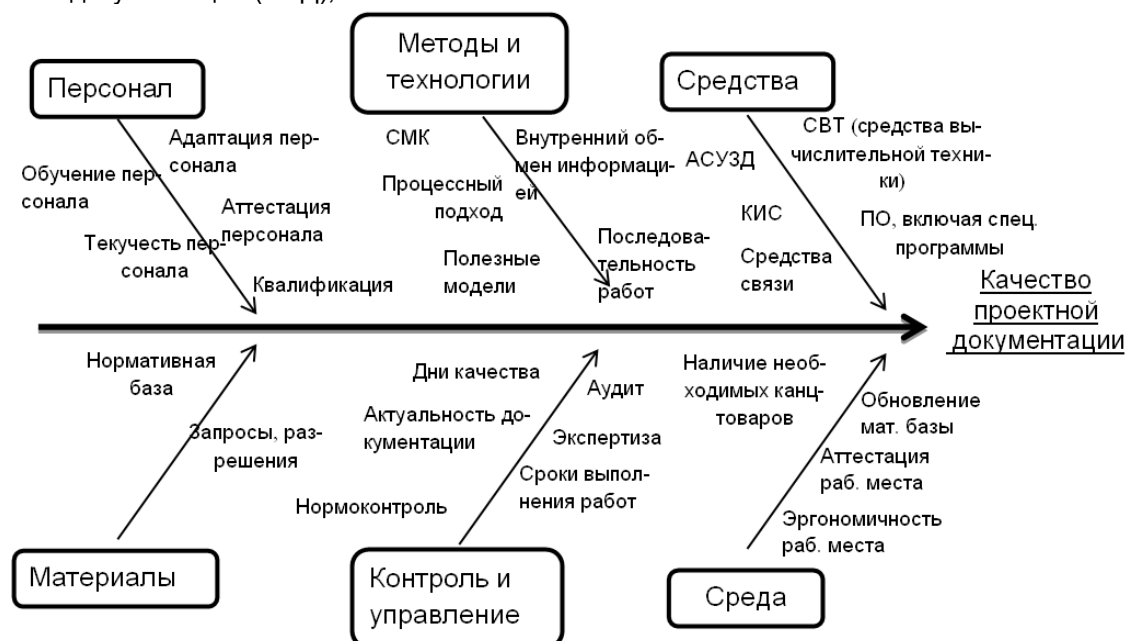 Методы и
технологии
Персонал
Средства
Адаптация пер-
сонала
Обучение пер-
сонала
Аттестация
персонала
Текучесть пер-
сонала
Квалификация
СМК
Процессный
подход
Полезные
модели
Внутренний об-
мен информаци-
ей
Последова-
тельность
работ
СВТ (средства вы-
числительной техни-
ки)
АСУЗД
КИС
ПО, включая спец.
программы
Средства
связи
Качество
проектной
документации
Нормативная
база
Запросы, раз-
решения
Дни качества
Актуальность до-
кументации
Нормоконтроль
Аудит
Экспертиза
Сроки выпол-
нения работ
Наличие необ-
ходимых канц-
товаров
Обновление
мат. базы
Аттестация
раб. места
Эргономичность
раб. места
Материалы
Контроль и
управление
Среда